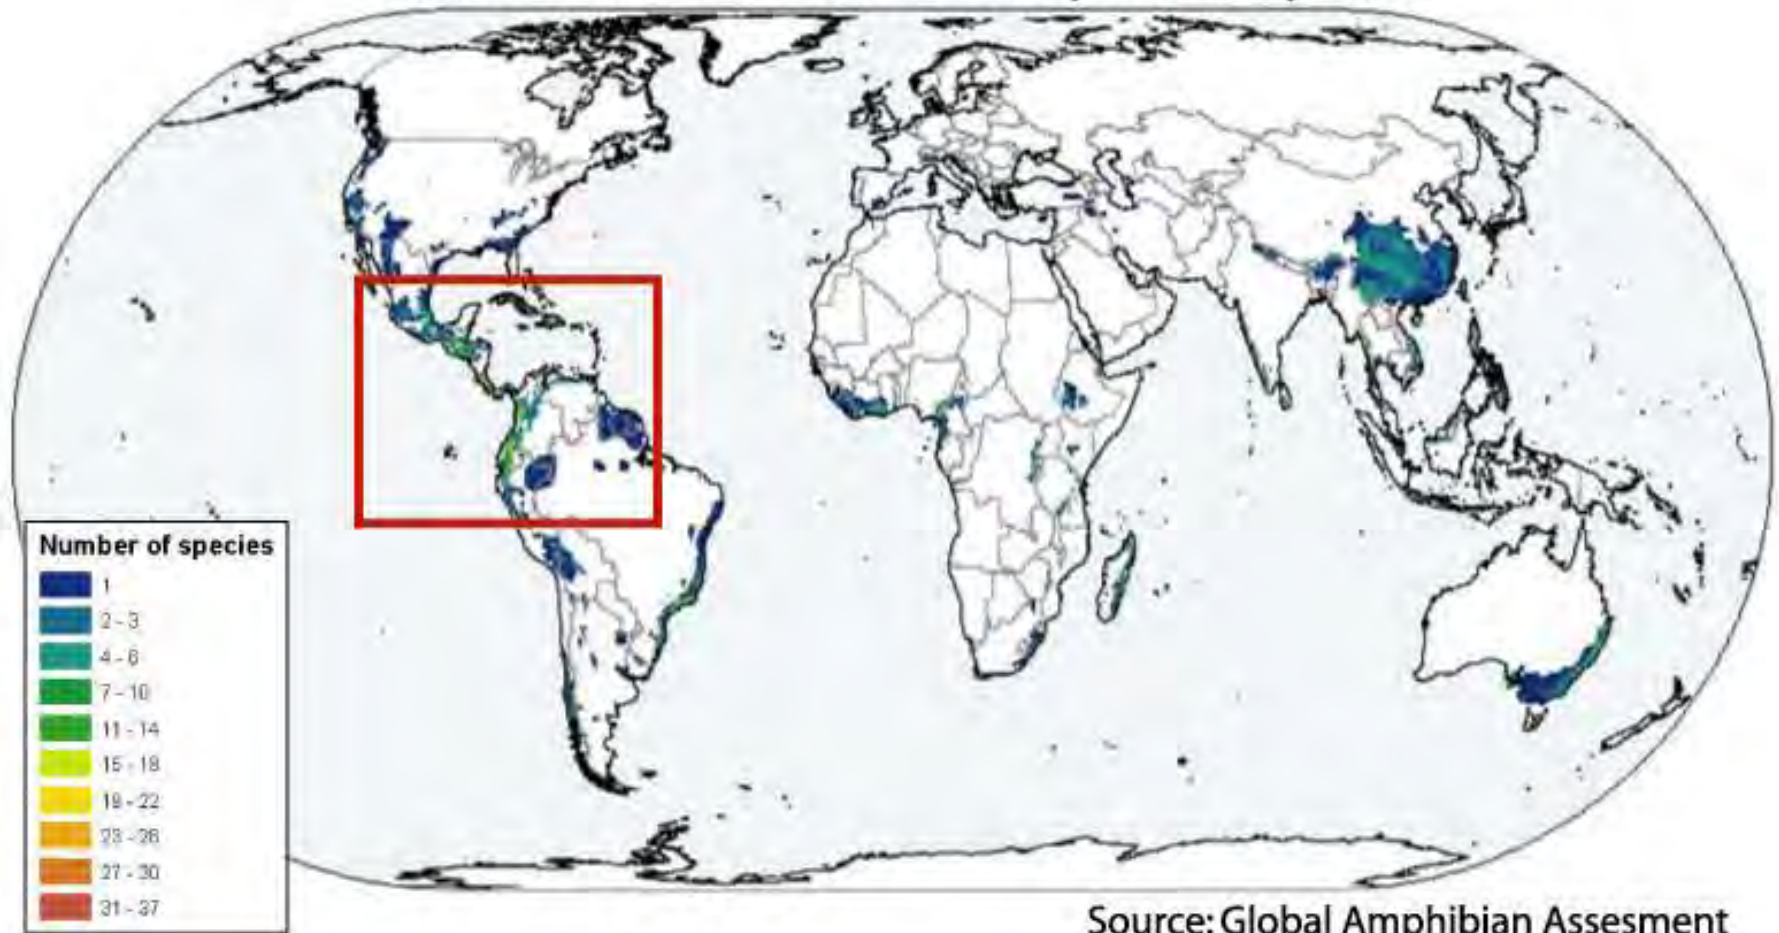 Number of species
1
2 - 3
4 - 6
7 - 10
11 - 14
15 - 18
19 - 22
23 - 26
27 - 30
31 - 37
Source: Global Amphibian Assesment